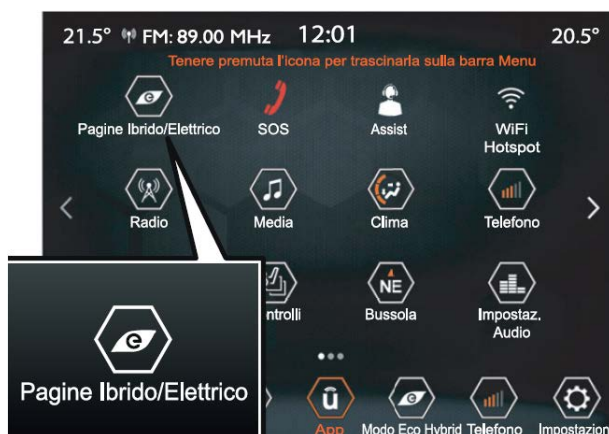 21.5° FM: 89.00 MHz 12:01 20.5°
Tenere premuta l'icona per trascinarla sulla barra Menu
Pagine Ibrido/Elettrico SOS Assist WiFi
Hotspot
Radio Media Clima Telefono
ntrolli NE Bussola Impostaz.
Audio
e
Pagine Ibrido/Elettrico
û
App Modo Eco Hybrid Telefono Impostazion